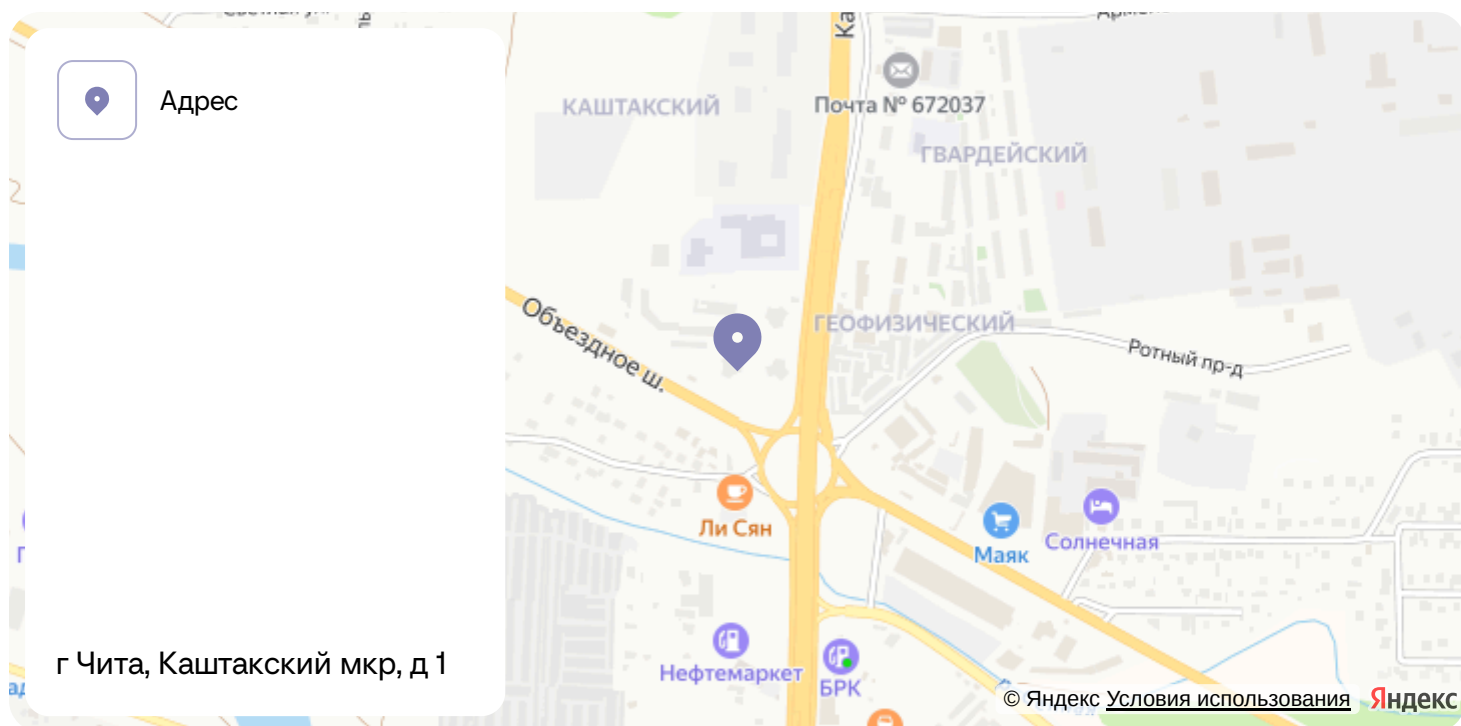 Адрес
г Чита, Каштакский мкр, д 1
КАШТАКСКИЙ
Почта № 672037
ГВАРДЕЙСКИЙ
Объездное ш.
ГЕОФИЗИЧЕСКИЙ
Ротный пр-д
Ли Сян
Маяк
Солнечная
Нефтемаркет
БРК
© Яндекс Условия использования Яндекс